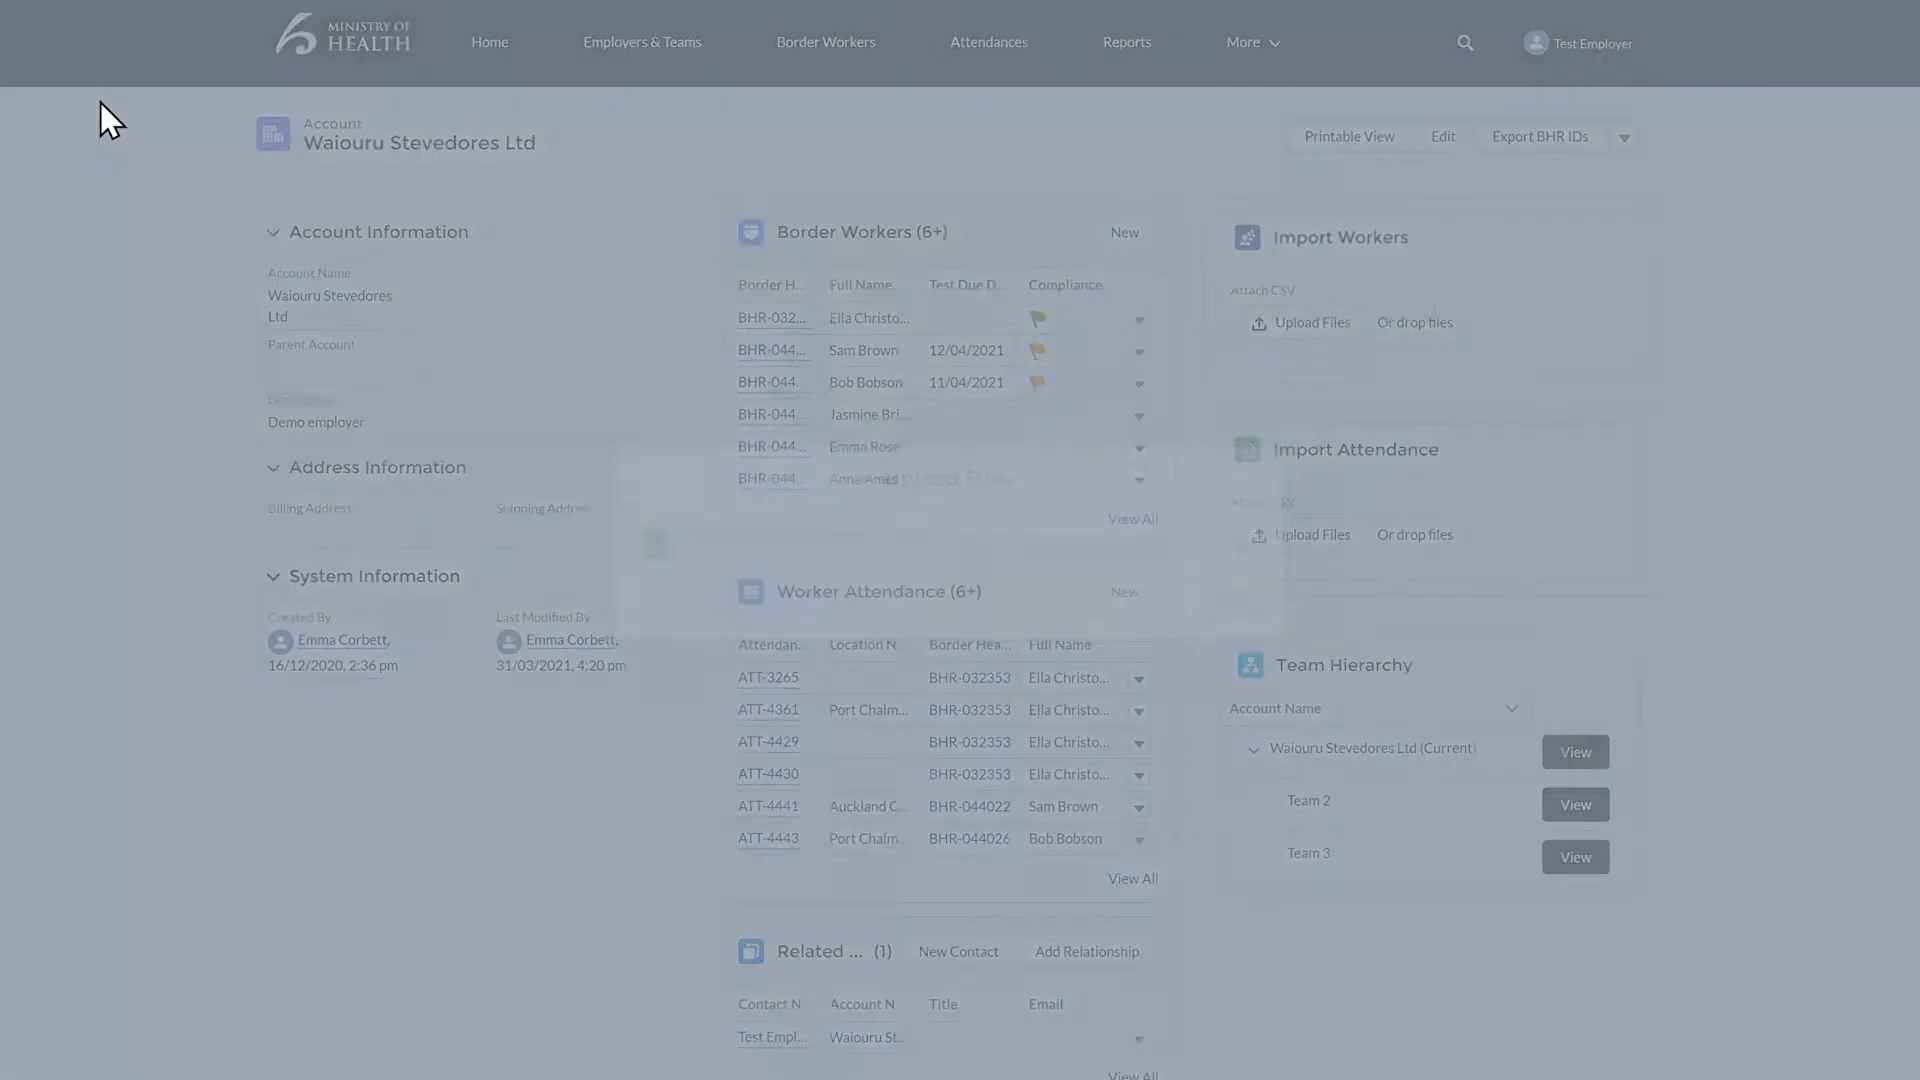 MINISTRY OF
HEALTH
Home
Employers & Teams
Border Workers
Attendances
Reports
More
Test Employer
Account
Waiouru Stevedores Ltd
Printable View
Edit
Export BHR IDs
Account Information
Account Name
Waiouru Stevedores
Ltd
Parent Account
Demo employer
Address Information
Billing Address
Shipping Addre
System Information
Created By
Emma Corbett,
16/12/2020, 2:36 pm
Last Modified By
Emma Corbett,
31/03/2021, 4:20 pm
Border Workers (6+)
New
Border H... Full Name Test Due D... Compliance
BHR-032... Ella Christo...
BHR-044... Sam Brown 12/04/2021
BHR-044... Bob Bobson 11/04/2021
BHR-044... Jasmine Bri...
BHR-044... Emma Rose
BHR-044... Anna Ames
View All
Worker Attendance (6+)
New
Attendan. Location N Border Hea... Full Name
ATT-3265 BHR-032353 Ella Christo...
ATT-4361 Port Chalm... BHR-032353 Ella Christo...
ATT-4429 BHR-032353 Ella Christo...
ATT-4430 BHR-032353 Ella Christo...
ATT-4441 Auckland C... BHR-044022 Sam Brown
ATT-4443 Port Chalm BHR-044026 Bob Bobson
View All
Related ... (1)
New Contact
Add Relationship
Contact N Account N Title Email
Test Empl... Waiouru St...
View All
Import Workers
Attach CSV
Upload Files
Or drop files
Import Attendance
Upload Files
Or drop files
Team Hierarchy
Account Name
Waiouru Stevedores Ltd (Current)
View
Team 2
View
Team 3
View